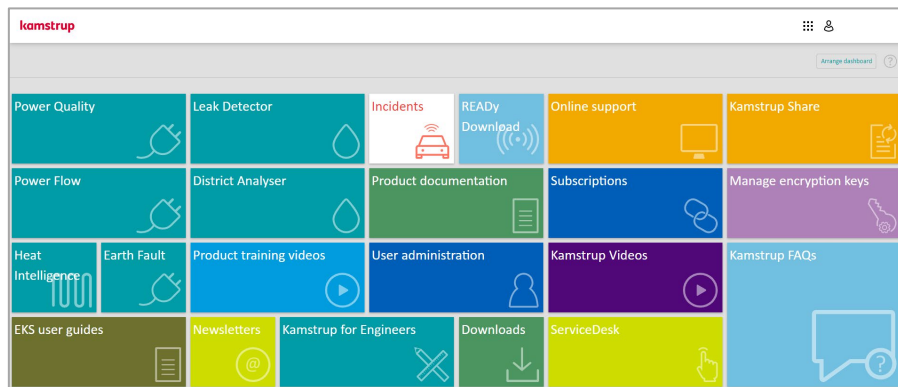 kamstrup
Arrange dashboard
?
Power Quality
Leak Detector
Incidents
READy
Download
Online support
Kamstrup Share
Power Flow
District Analyser
Product documentation
Subscriptions
Manage encryption keys
Heat
Intelligence
Earth Fault
Product training videos
User administration
Kamstrup Videos
Kamstrup FAQs
EKS user guides
Newsletters
@
Kamstrup for Engineers
Downloads
ServiceDesk
?